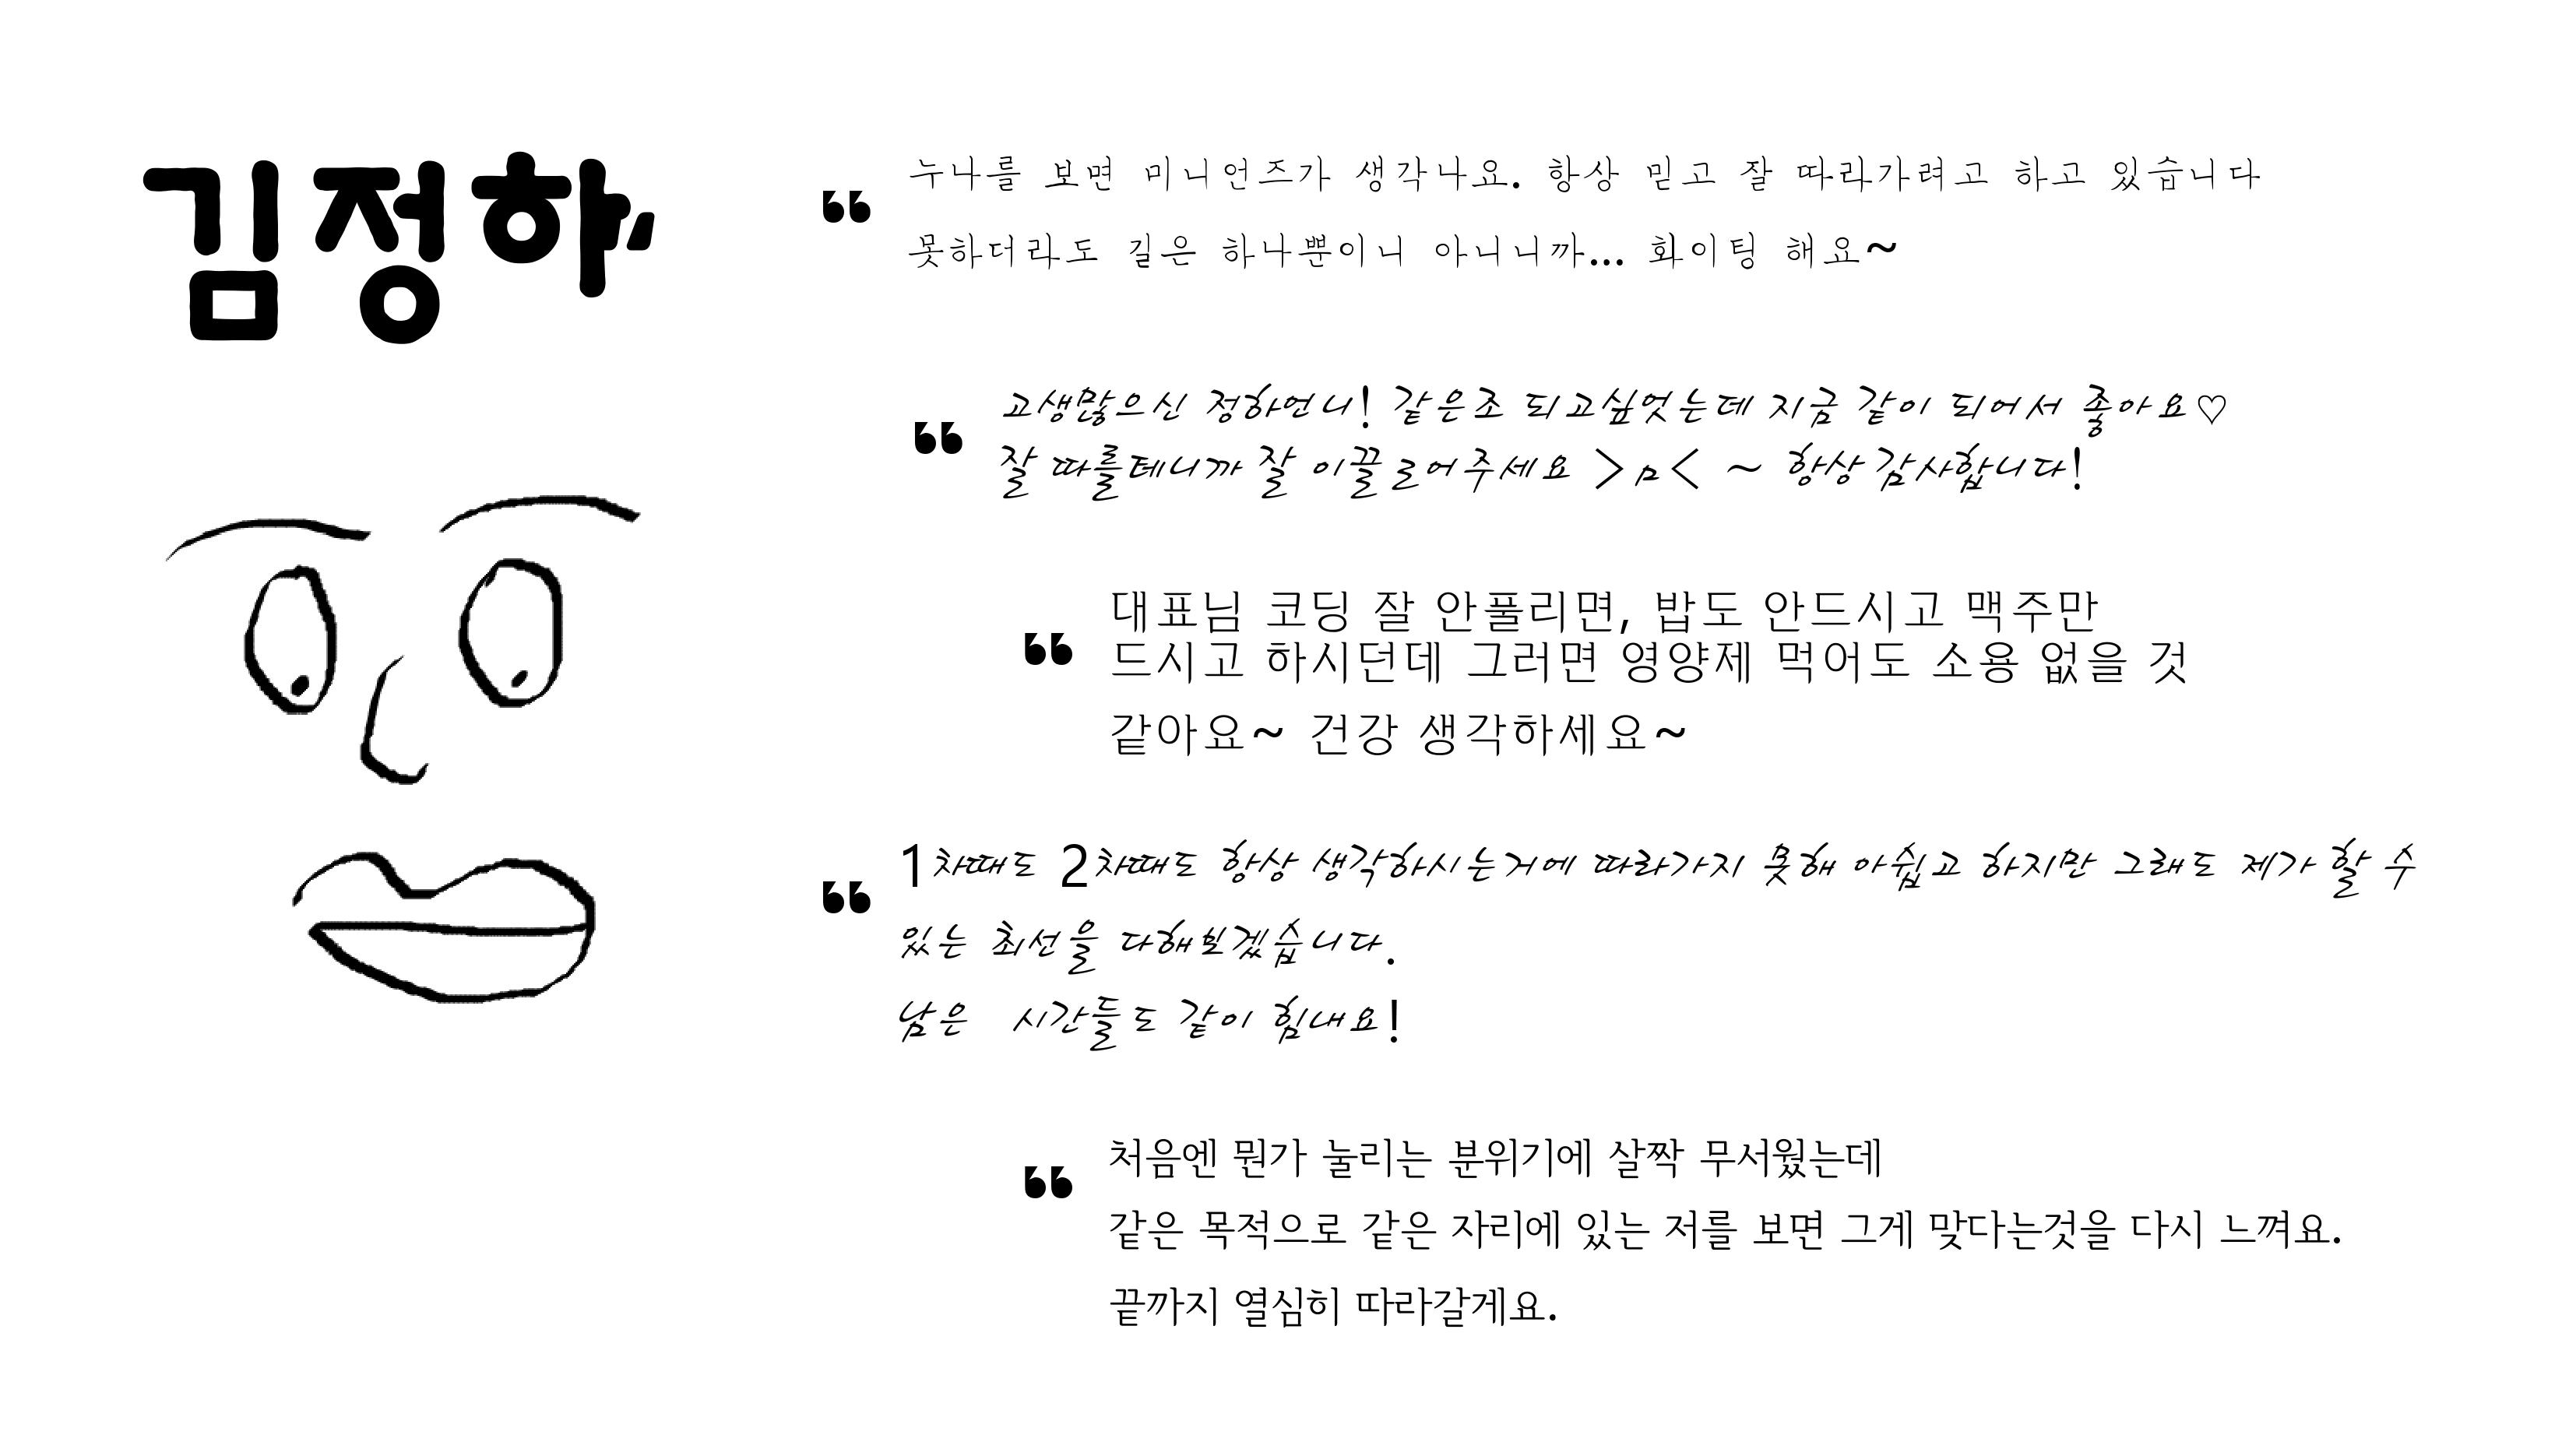 김정하,
누나를 보면 미니언즈가 생각나요. 항상 믿고 잘 따라가려고 하고 있습니다
못하더라도 길은 하나뿐이니 아니니까... 화이팅 해요~
고생많으신 정하언니! 같은조 되고싶엇는데 지금 같이 되어서 좋아요♡
잘 따를테니까 잘 이끌르어주세요 >ㅁ< ~ 항상 감사합니다!
대표님 코딩 잘 안풀리면, 밥도 안드시고 맥주만
드시고 하시던데 그러면 영양제 먹어도 소용 없을 것
같아요~ 건강 생각하세요~
1차때도 2차때도 항상 생각하시는거에 따라가지 못해 아쉽고 하지만 그래도 제가 할 수
있는 최선을 다해보겠습니다.
남은 시간들도 같이 힘내요!
처음엔 뭔가 눌리는 분위기에 살짝 무서웠는데
같은 목적으로 같은 자리에 있는 저를 보면 그게 맞다는것을 다시 느껴요.
끝까지 열심히 따라갈게요.